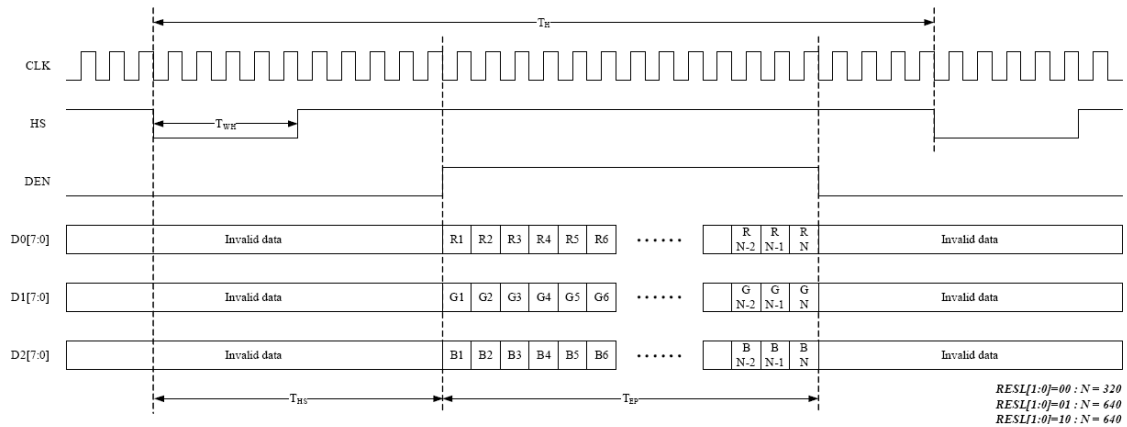 TH
CLK
HS
TWH
DEN
D0[7:0] Invalid data R1 R2 R3 R4 R5 R6 ······ R N-2 R N-1 R N Invalid data
D1[7:0] Invalid data G1 G2 G3 G4 G5 G6 ······ G N-2 G N-1 G N Invalid data
D2[7:0] Invalid data B1 B2 B3 B4 B5 B6 ······ B N-2 B N-1 B N Invalid data
THS TEP
RESL[1:0]=00 : N = 320
RESL[1:0]=01 : N = 640
RESL[1:0]=10 : N = 640